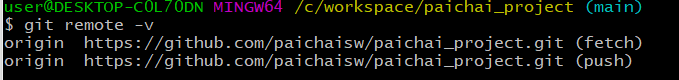 user@DESKTOP-C0L70DN MINGW64 /c/workspace/paichai_project (main)
$ git remote -v
origin  https://github.com/paichaisw/paichai_project.git (fetch)
origin  https://github.com/paichaisw/paichai_project.git (push)